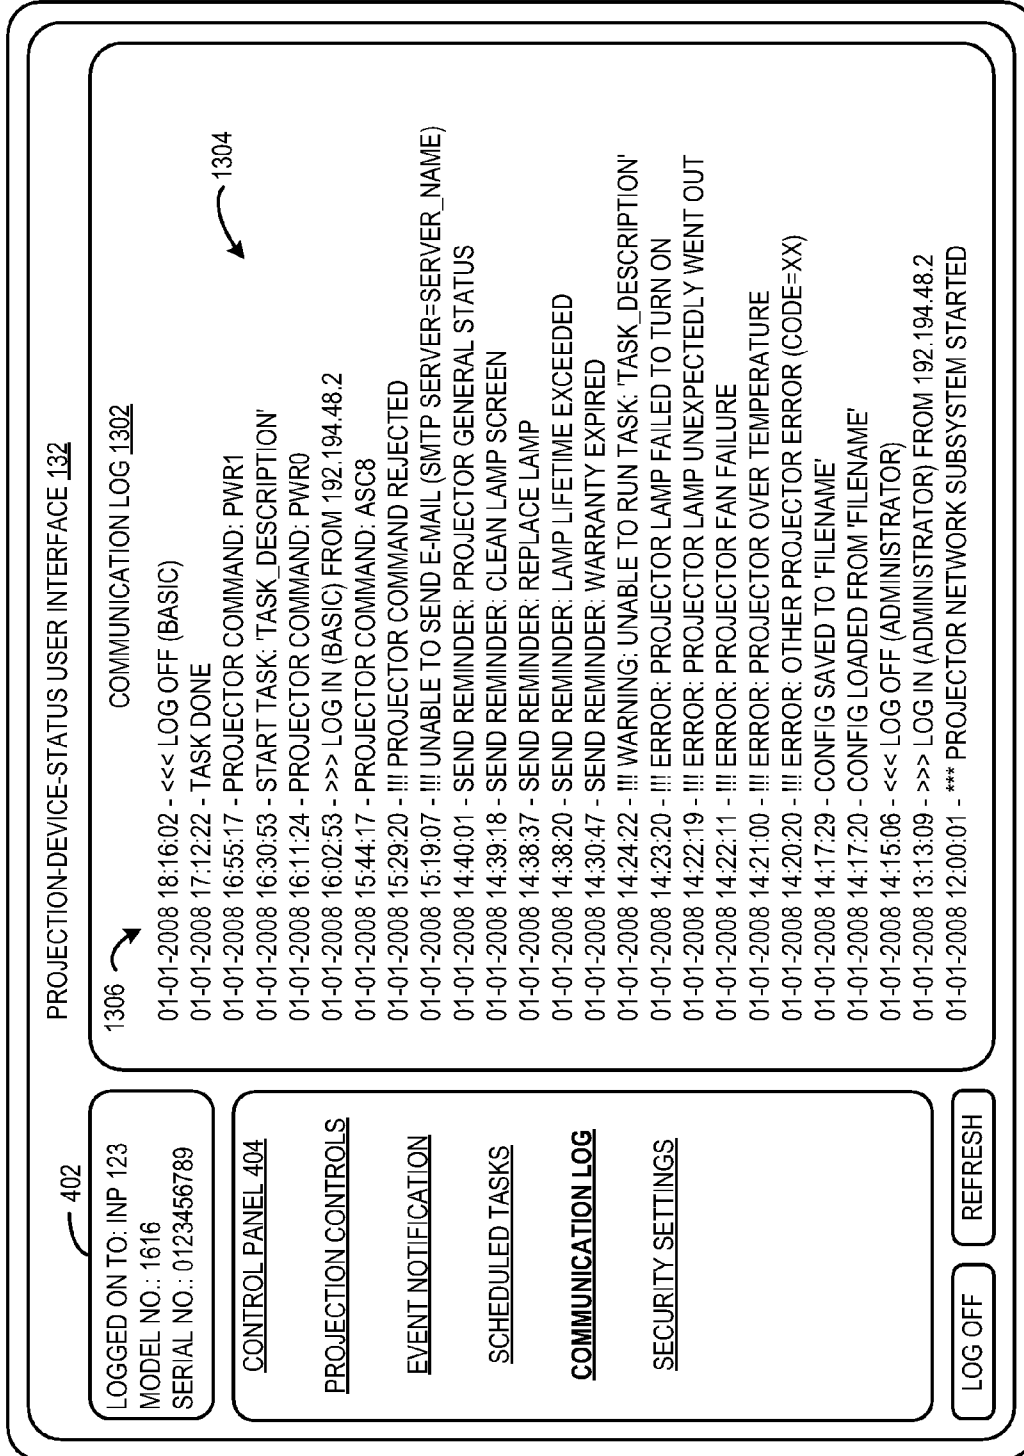 PROJECTION-DEVICE-STATUS USER INTERFACE 132
402
LOGGED ON TO: INP 123
MODEL NO.: 1616
SERIAL NO.: 0123456789
CONTROL PANEL 404
PROJECTION CONTROLS
EVENT NOTIFICATION
SCHEDULED TASKS
COMMUNICATION LOG
SECURITY SETTINGS
LOG OFF
REFRESH
COMMUNICATION LOG 1302
1306
1304
01-01-2008 18:16:02 - <<< LOG OFF (BASIC)
01-01-2008 17:12:22 - TASK DONE
01-01-2008 16:55:17 - PROJECTOR COMMAND: PWR1
01-01-2008 16:30:53 - START TASK: 'TASK_DESCRIPTION'
01-01-2008 16:11:24 - PROJECTOR COMMAND: PWR0
01-01-2008 16:02:53 - >>> LOG IN (BASIC) FROM 192.194.48.2
01-01-2008 15:44:17 - PROJECTOR COMMAND: ASC8
01-01-2008 15:29:20 - !!! PROJECTOR COMMAND REJECTED
01-01-2008 15:19:07 - !!! UNABLE TO SEND E-MAIL (SMTP SERVER=SERVER_NAME)
01-01-2008 14:40:01 - SEND REMINDER: PROJECTOR GENERAL STATUS
01-01-2008 14:39:18 - SEND REMINDER: CLEAN LAMP SCREEN
01-01-2008 14:38:37 - SEND REMINDER: REPLACE LAMP
01-01-2008 14:38:20 - SEND REMINDER: LAMP LIFETIME EXCEEDED
01-01-2008 14:30:47 - SEND REMINDER: WARRANTY EXPIRED
01-01-2008 14:24:22 - !!! WARNING: UNABLE TO RUN TASK: 'TASK_DESCRIPTION'
01-01-2008 14:23:20 - !!! ERROR: PROJECTOR LAMP FAILED TO TURN ON
01-01-2008 14:22:19 - !!! ERROR: PROJECTOR LAMP UNEXPECTEDLY WENT OUT
01-01-2008 14:22:11 - !!! ERROR: PROJECTOR FAN FAILURE
01-01-2008 14:21:00 - !!! ERROR: PROJECTOR OVER TEMPERATURE
01-01-2008 14:20:20 - !!! ERROR: OTHER PROJECTOR ERROR (CODE=XX)
01-01-2008 14:17:29 - CONFIG SAVED TO 'FILENAME'
01-01-2008 14:17:20 - CONFIG LOADED FROM 'FILENAME'
01-01-2008 14:15:06 - <<< LOG OFF (ADMINISTRATOR)
01-01-2008 13:13:09 - >>> LOG IN (ADMINISTRATOR) FROM 192.194.48.2
01-01-2008 12:00:01 - *** PROJECTOR NETWORK SUBSYSTEM STARTED